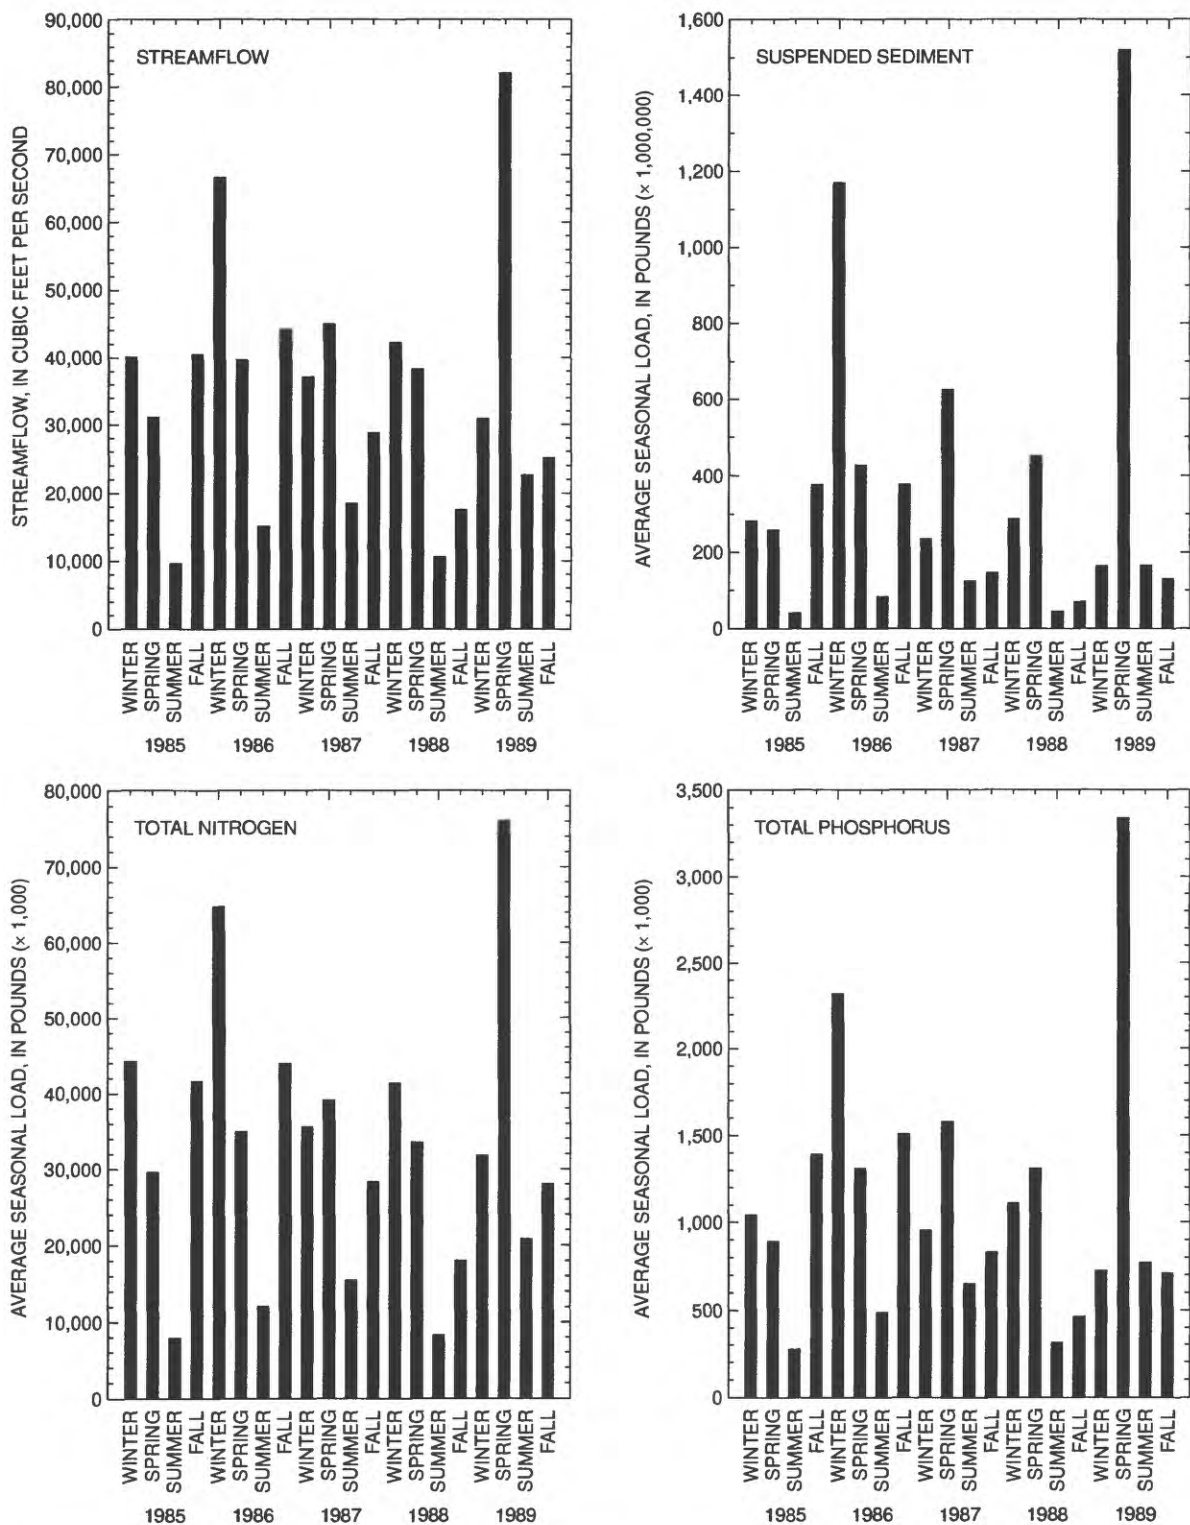 STREAMFLOW
STREAMFLOW, IN CUBIC FEET PER SECOND
90,000
80,000
70,000
60,000
50,000
40,000
30,000
20,000
10,000
0
WINTER SPRING SUMMER FALL WINTER SPRING SUMMER FALL WINTER SPRING SUMMER FALL WINTER SPRING SUMMER FALL WINTER SPRING SUMMER FALL
1985 1986 1987 1988 1989
SUSPENDED SEDIMENT
AVERAGE SEASONAL LOAD, IN POUNDS (× 1,000,000)
1,600
1,400
1,200
1,000
800
600
400
200
0
WINTER SPRING SUMMER FALL WINTER SPRING SUMMER FALL WINTER SPRING SUMMER FALL WINTER SPRING SUMMER FALL WINTER SPRING SUMMER FALL
1985 1986 1987 1988 1989
TOTAL NITROGEN
AVERAGE SEASONAL LOAD, IN POUNDS (× 1,000)
80,000
70,000
60,000
50,000
40,000
30,000
20,000
10,000
0
WINTER SPRING SUMMER FALL WINTER SPRING SUMMER FALL WINTER SPRING SUMMER FALL WINTER SPRING SUMMER FALL WINTER SPRING SUMMER FALL
1985 1986 1987 1988 1989
TOTAL PHOSPHORUS
AVERAGE SEASONAL LOAD, IN POUNDS (× 1,000)
3,500
3,000
2,500
2,000
1,500
1,000
500
0
WINTER SPRING SUMMER FALL WINTER SPRING SUMMER FALL WINTER SPRING SUMMER FALL WINTER SPRING SUMMER FALL WINTER SPRING SUMMER FALL
1985 1986 1987 1988 1989